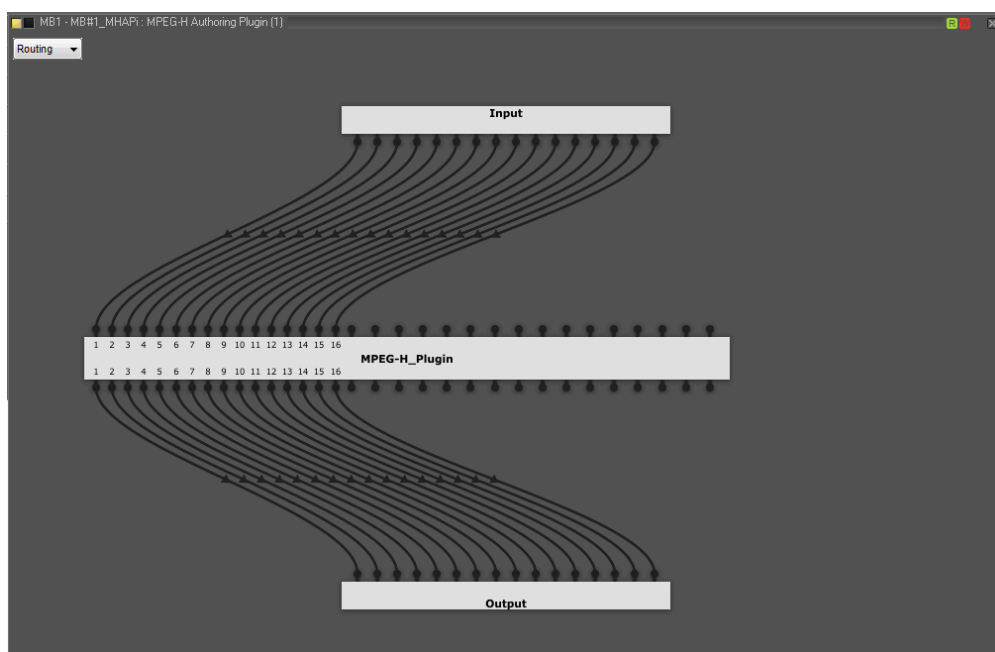 MB1 - MB#1_MHAPi : MPEG-H Authoring Plugin (1)
R
Routing
Input
1 2 3 4 5 6 7 8 9 10 11 12 13 14 15 16
MPEG-H_Plugin
1 2 3 4 5 6 7 8 9 10 11 12 13 14 15 16
Output